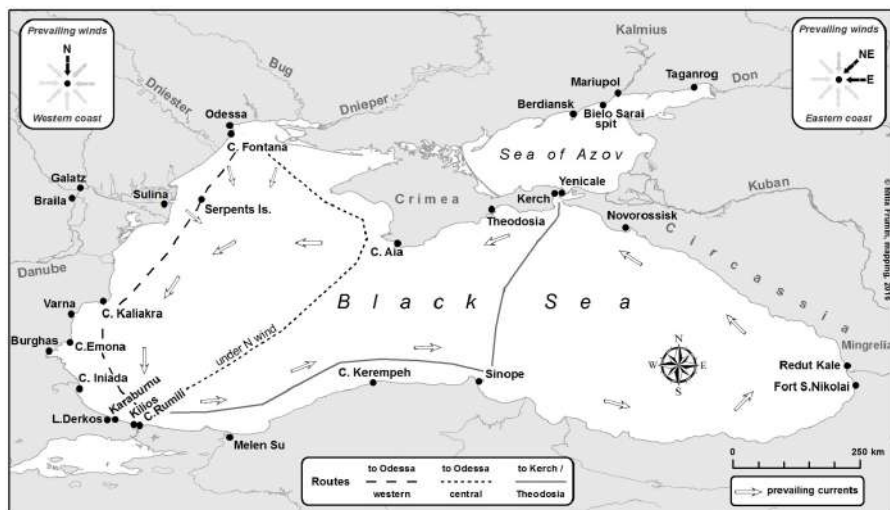 Prevailing winds
N
Western coast
Prevailing winds
NE
E
Eastern coast
Kalmius
Bug
Dniester
Dnieper
Mariupol
Taganrog
Don
Berdiansk
Bielo Sarai
spit
Odessa
C. Fontana
Sea of Azov
Galatz
Braila
Sulina
Serpents Is.
Crimea
Yenicale
Kerch
Kuban
Theodosia
Novorossisk
C. Aia
Circassia
Danube
Varna
C. Kaliakra
Black Sea
Burghas
C.Emona
under N wind
Mingrelia
C. Iniada
C. Kerempeh
Sinope
N
W
E
S
Redut Kale
Fort S.Nikolai
Karaburnu
Kilios
C.Rumili
L.Derkos
Melen Su
Routes
to Odessa
western
to Odessa
central
to Kerch /
Theodosia
0
250 km
prevailing currents